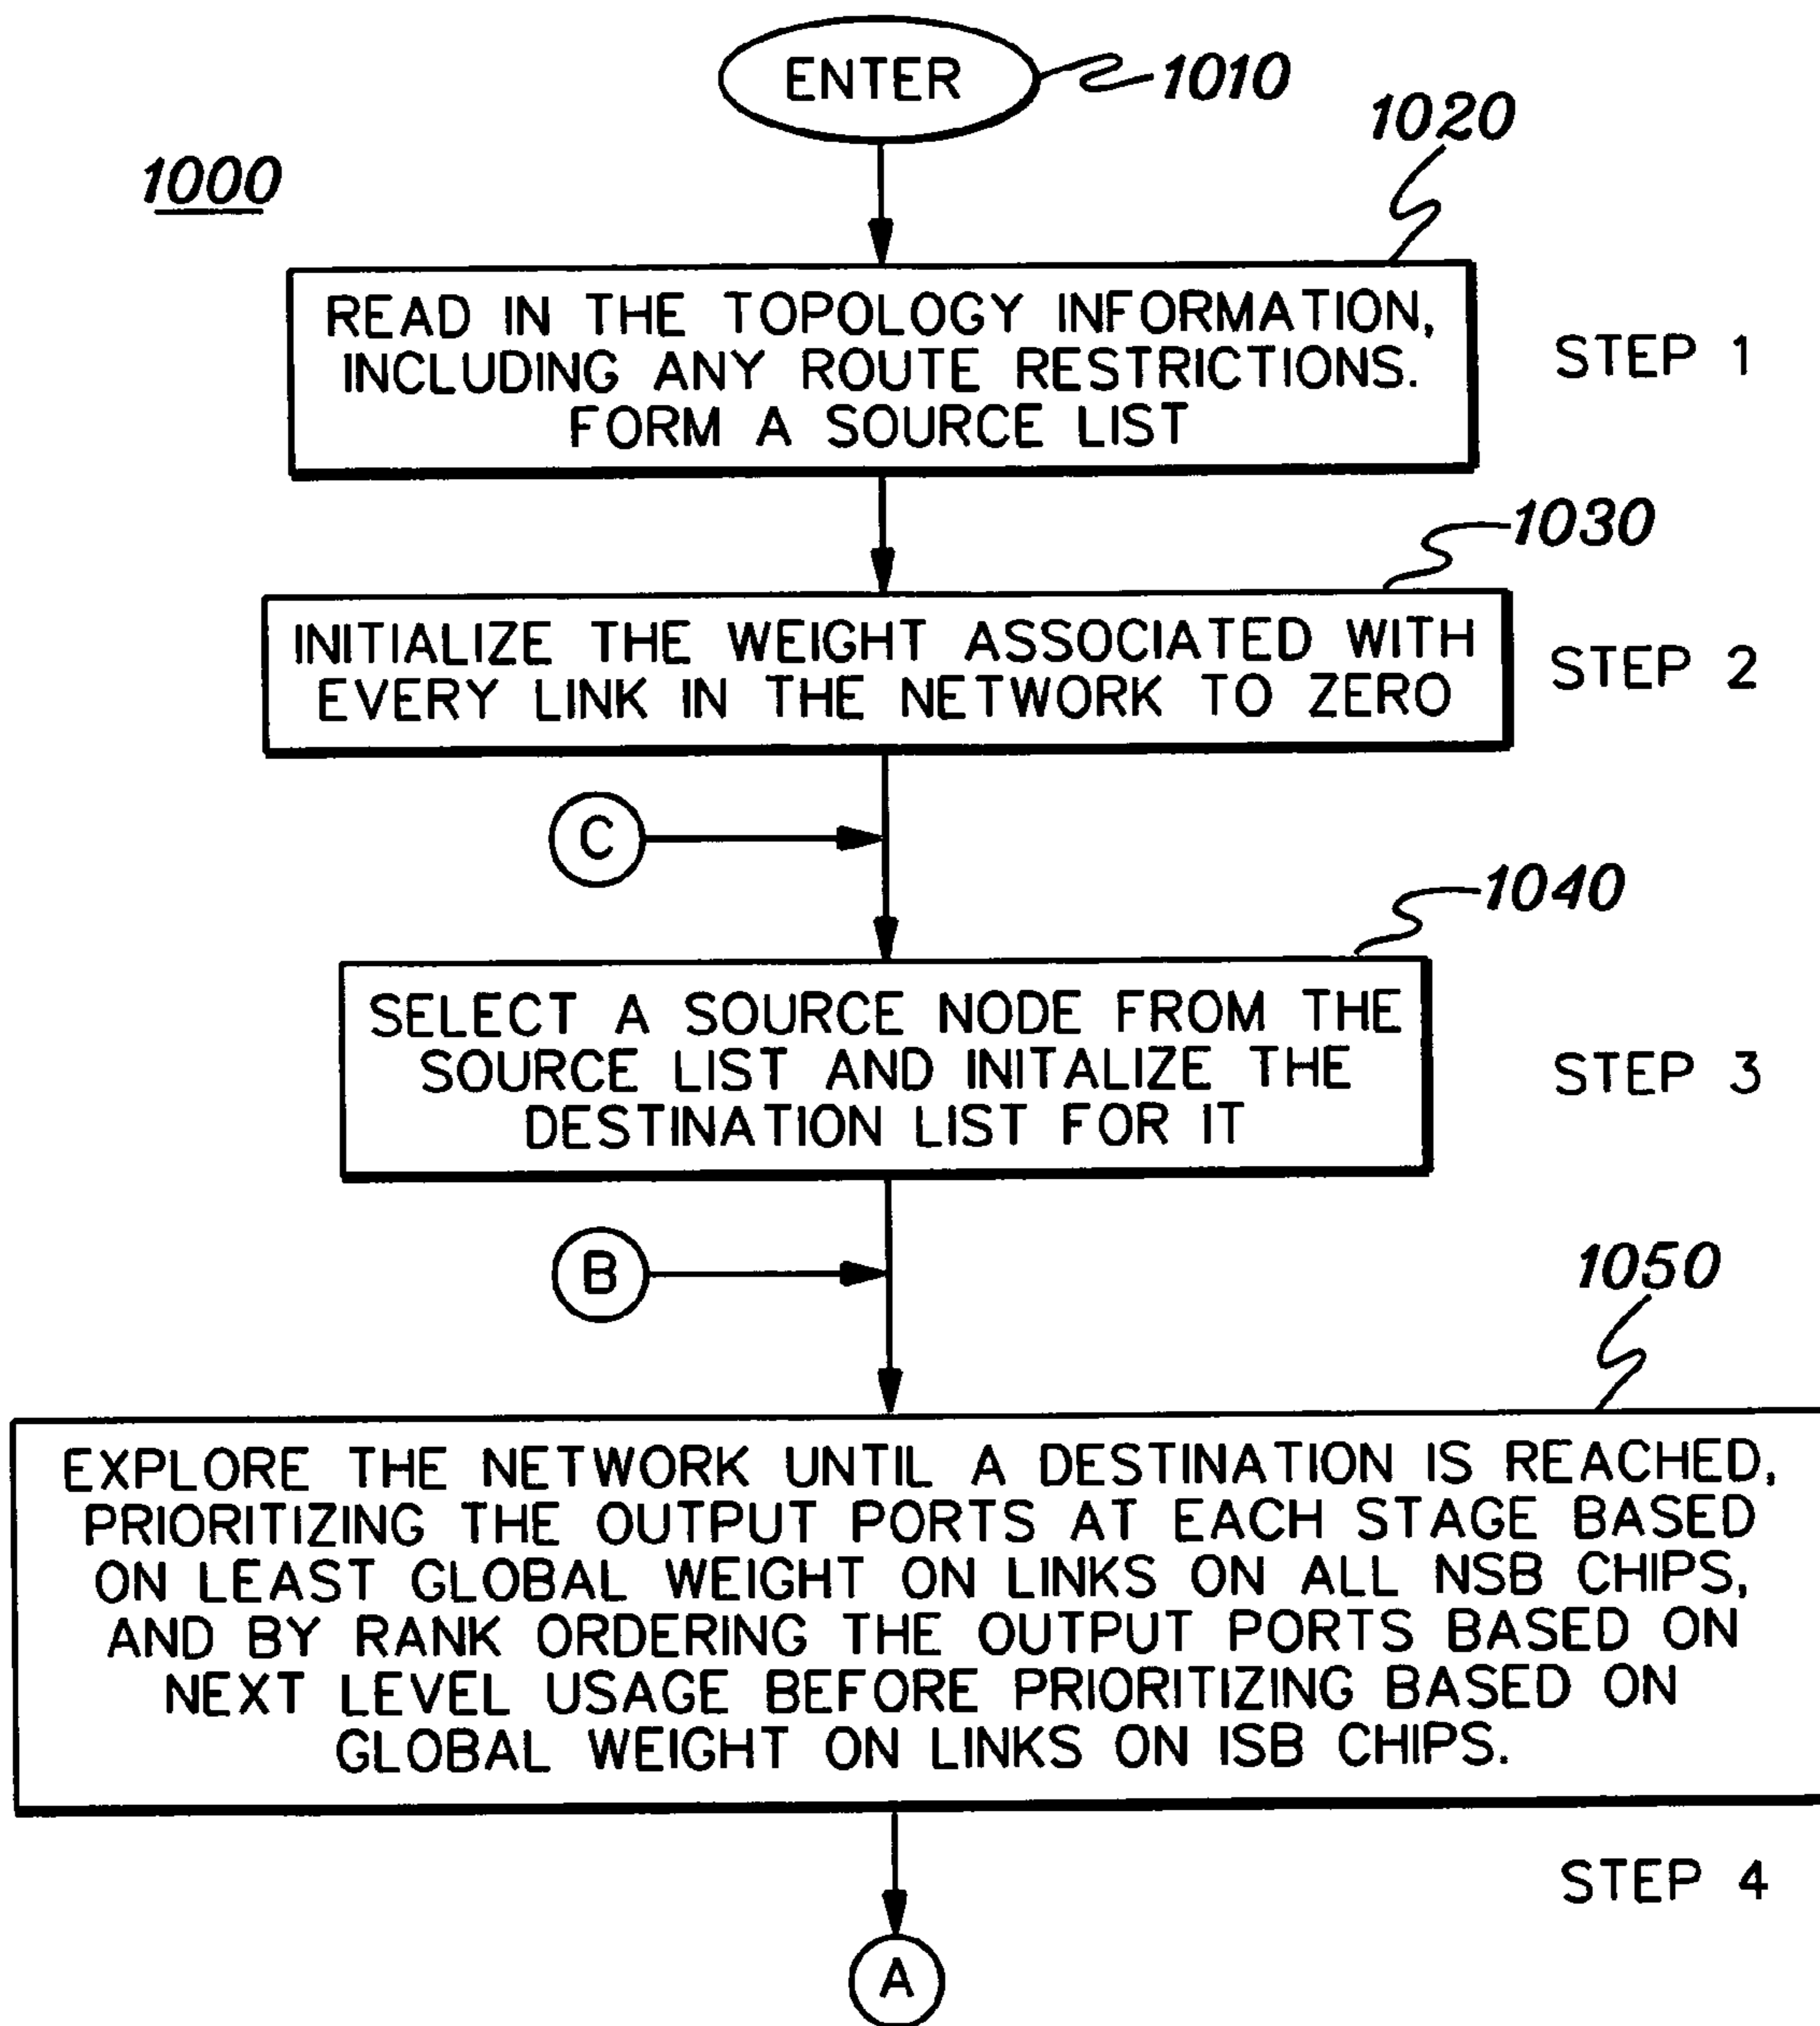 ENTER
1010
1020
1000
READ IN THE TOPOLOGY INFORMATION,
INCLUDING ANY ROUTE RESTRICTIONS.
FORM A SOURCE LIST
STEP 1
1030
INITIALIZE THE WEIGHT ASSOCIATED WITH
EVERY LINK IN THE NETWORK TO ZERO
STEP 2
C
1040
SELECT A SOURCE NODE FROM THE
SOURCE LIST AND INITALIZE THE
DESTINATION LIST FOR IT
STEP 3
B
1050
EXPLORE THE NETWORK UNTIL A DESTINATION IS REACHED,
PRIORITIZING THE OUTPUT PORTS AT EACH STAGE BASED
ON LEAST GLOBAL WEIGHT ON LINKS ON ALL NSB CHIPS,
AND BY RANK ORDERING THE OUTPUT PORTS BASED ON
NEXT LEVEL USAGE BEFORE PRIORITIZING BASED ON
GLOBAL WEIGHT ON LINKS ON ISB CHIPS.
STEP 4
A